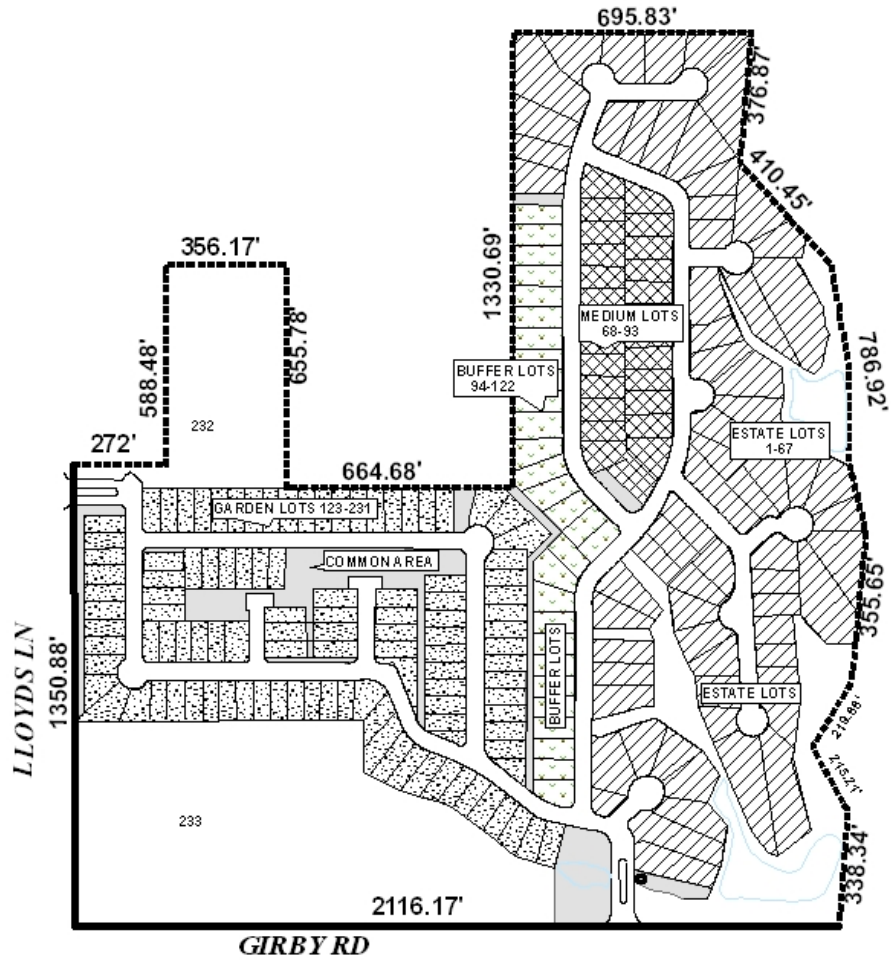 695.83'
376.87'
410.45'
356.17'
1330.69'
588.48'
655.78'
MEDIUM LOTS
68-93
786.92'
BUFFER LOTS
94-122
232
272'
664.68'
ESTATE LOTS
1-67
GARDEN LOTS 123-231
COMMON AREA
355.65'
LLOYDS LN
1350.88'
BUFFER LOTS
ESTATE LOTS
219.88'
215.21'
233
338.34'
2116.17'
GIRBY RD